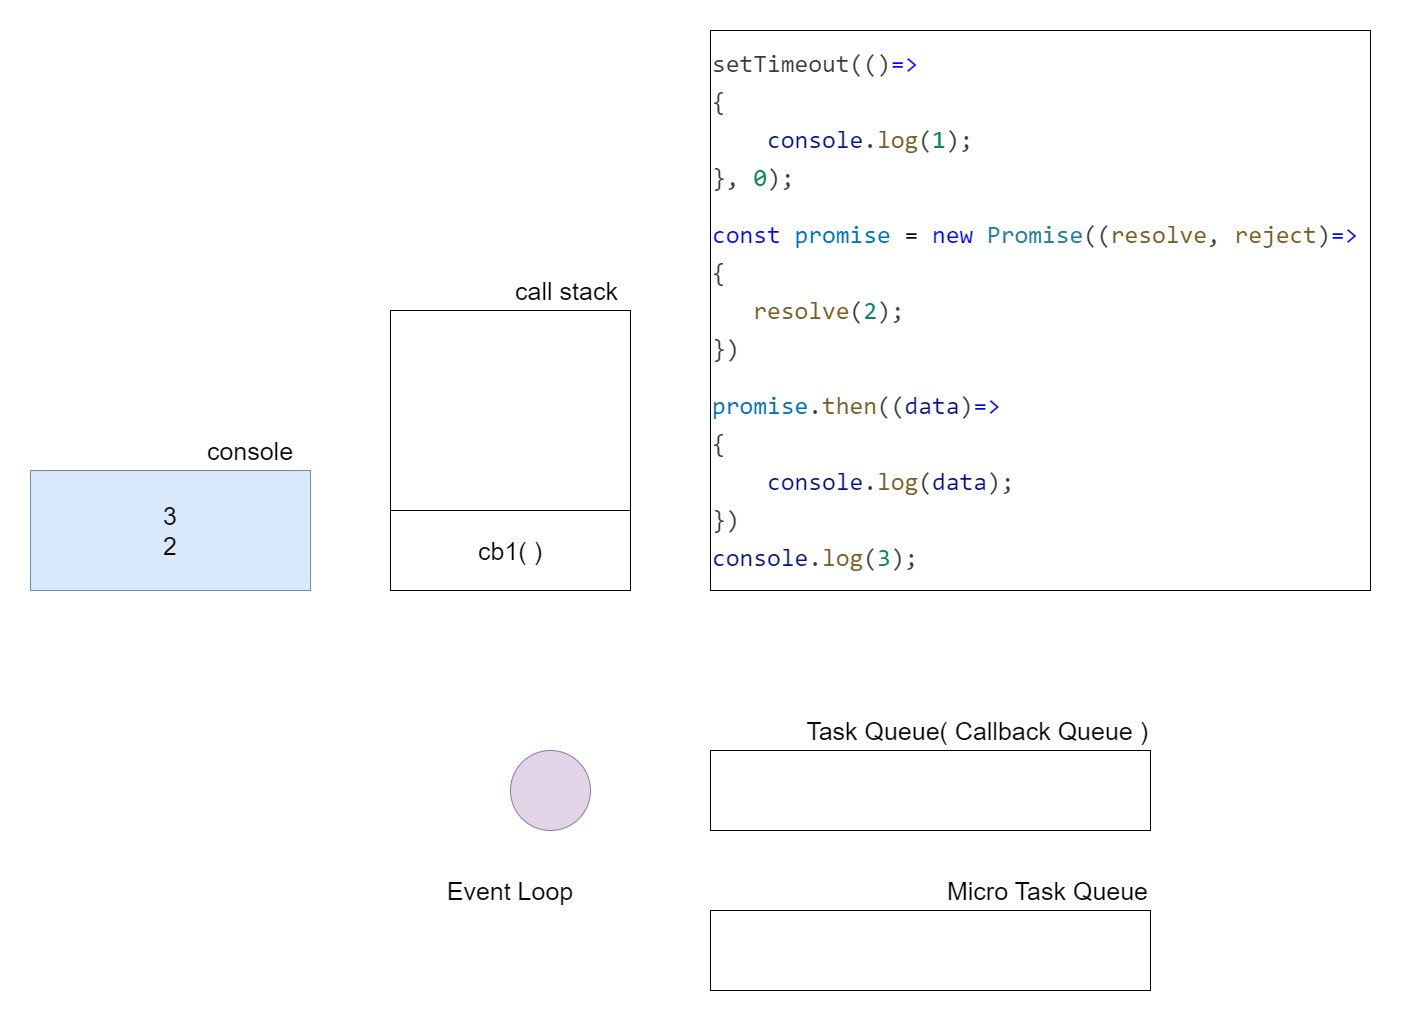 setTimeout(()=>
{
    console.log(1);
}, 0);
const promise = new Promise((resolve, reject)=>
{
   resolve(2);
})
promise.then((data)=>
{
    console.log(data);
})
console.log(3);
call stack
cb1( )
console
3
2
Task Queue( Callback Queue )
Event Loop
Micro Task Queue